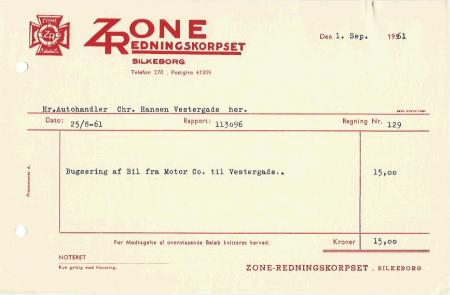 ZONE
REDNINGSKORPSET
SILKEBORG
Telefon 270 . Postgiro 61309
Den 1. Sep. 1961
Hr. Autohandler Chr. Hansen Vestergade her.
Dato: 25/8-61 Rapport: 113096 Regning Nr. 129
Bugsering af Bil fra Motor Co. til Vestergade.. 15,00
For Modtagelse af ovenstaaende Beløb kvitteres herved. Kroner 15,00
NOTERET
Kun gyldig med Notering.
ZONE-REDNINGSKORPSET . SILKEBORG